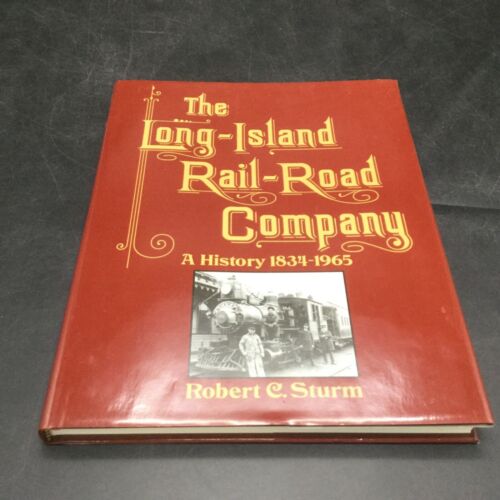 The
Long-Island
Rail-Road
Company
A History 1834-1965
Robert C. Sturm